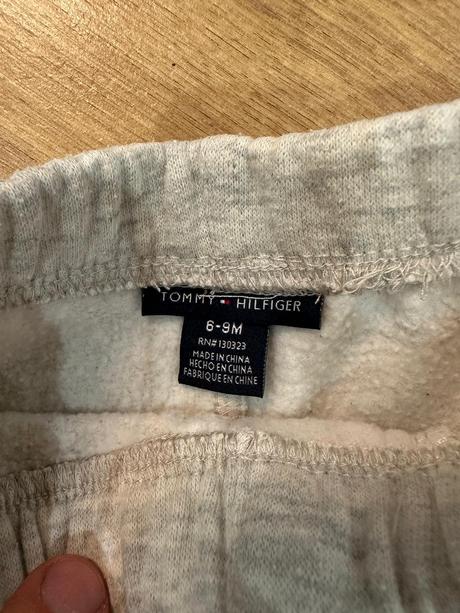 TOMMY HILFIGER
6-9M
RN#130323
MADE IN CHINA
HECHO EN CHINA
FABRIQUE EN CHINE